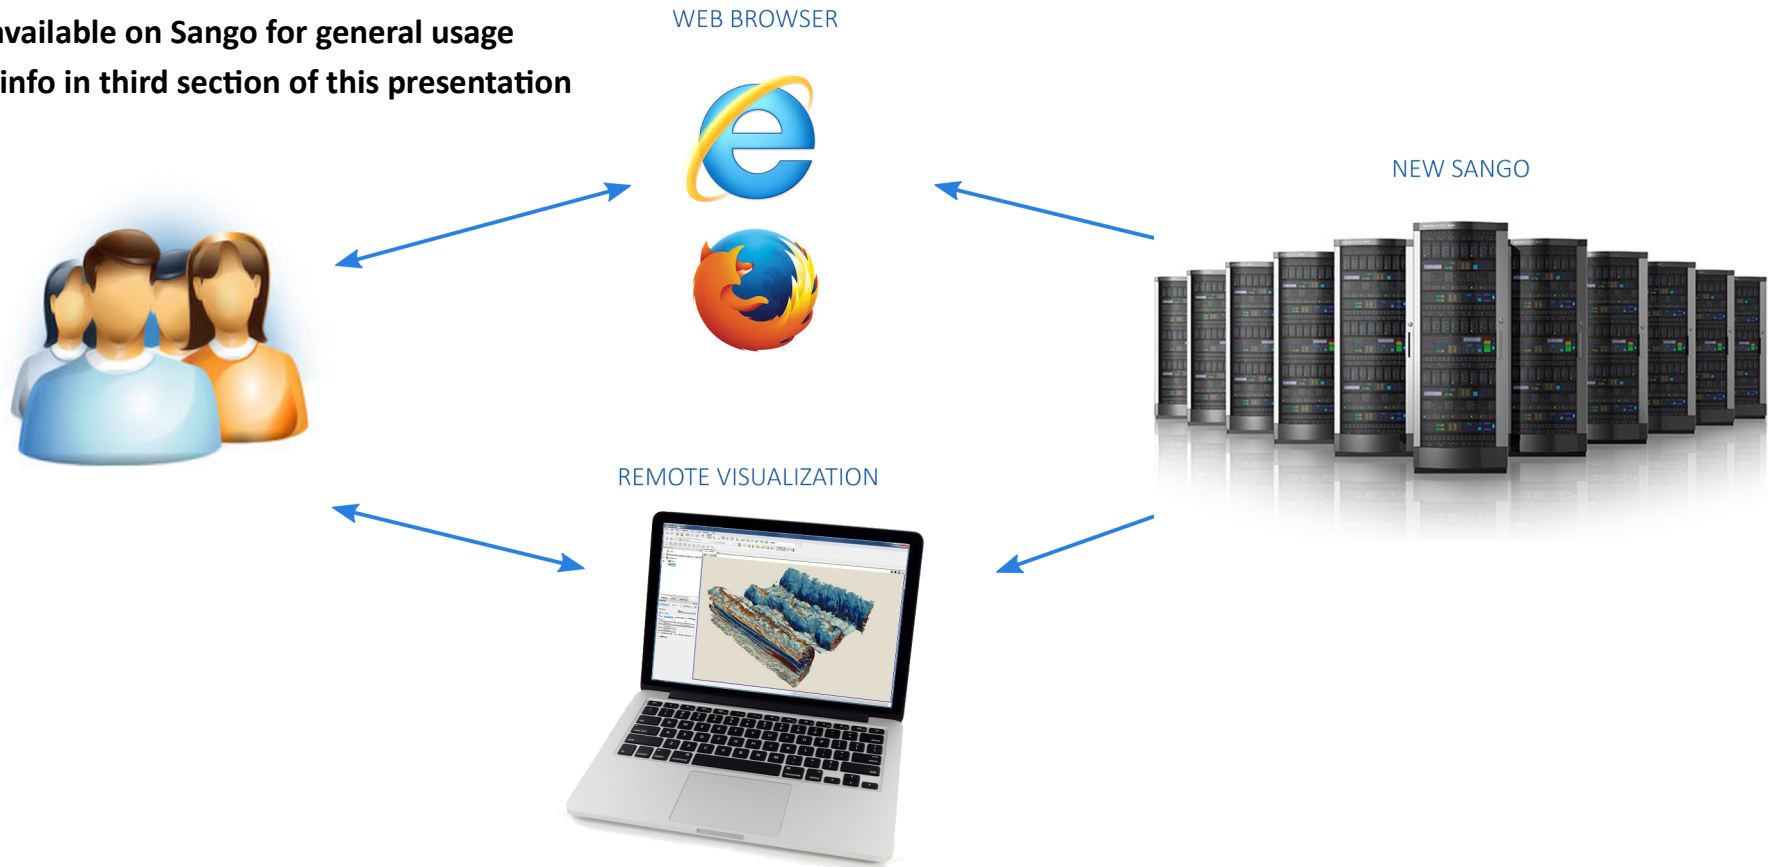 vailable on Sango for general usage
info in third section of this presentation
WEB BROWSER
NEW SANGO
REMOTE VISUALIZATION